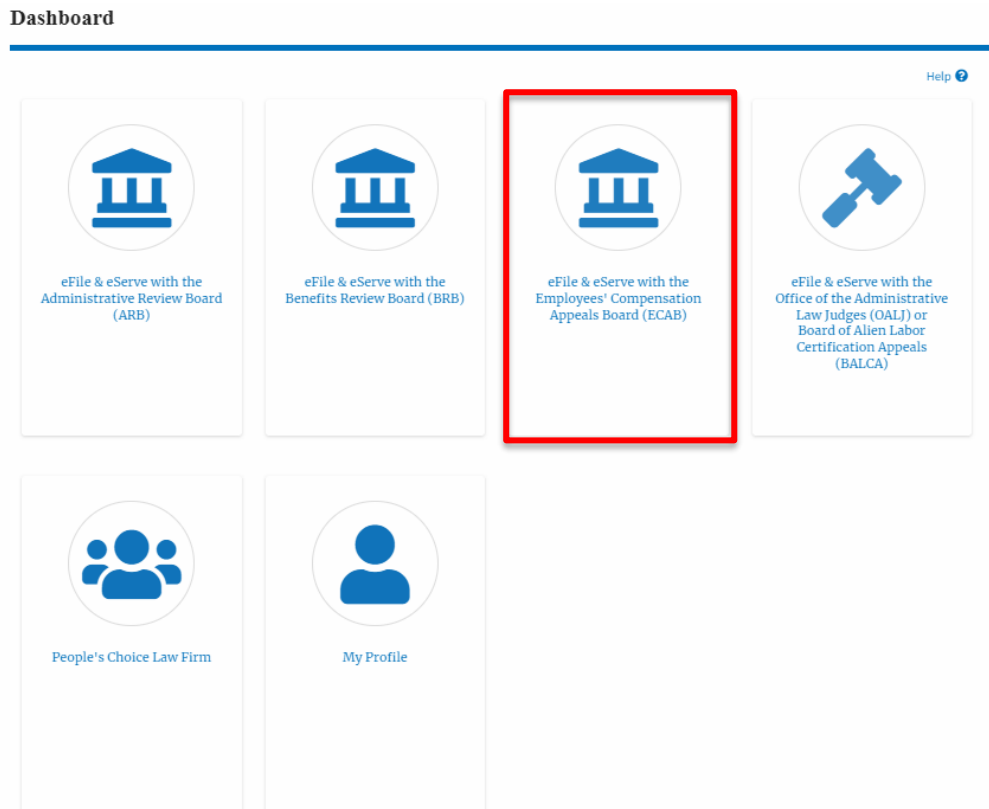 Dashboard
Help
eFile & eServe with the
Administrative Review Board
(ARB)
eFile & eServe with the
Benefits Review Board (BRB)
eFile & eServe with the
Employees' Compensation
Appeals Board (ECAB)
eFile & eServe with the
Office of the Administrative
Law Judges (OALJ) or
Board of Alien Labor
Certification Appeals
(BALCA)
People's Choice Law Firm
My Profile